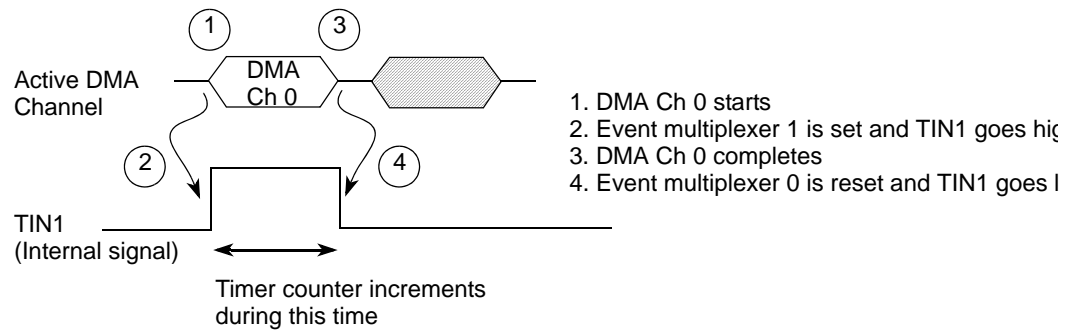 1
3
Active DMA
Channel
DMA
Ch 0
2
4
1. DMA Ch 0 starts
2. Event multiplexer 1 is set and TIN1 goes
3. DMA Ch 0 completes
4. Event multiplexer 0 is reset and TIN1 goes
TIN1
(Internal signal)
Timer counter increments
during this time